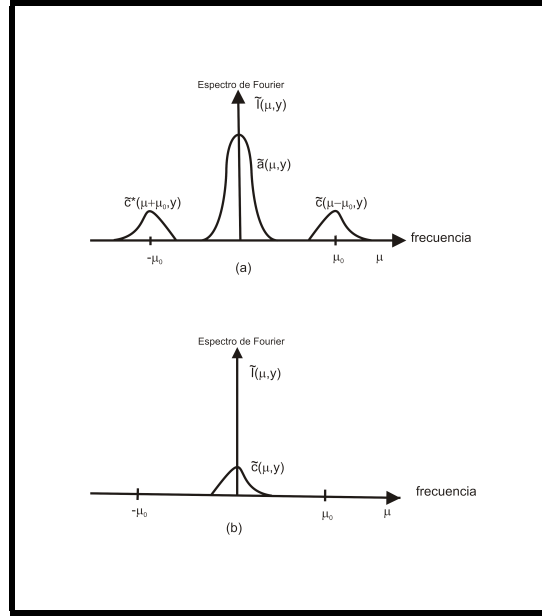 Espectro de Fourier
Ĩ(μ,y)
ã(μ,y)
c̃*(μ+μ₀,y)
c̃(μ−μ₀,y)
frecuencia
-μ₀
μ₀
μ
(a)
Espectro de Fourier
Ĩ(μ,y)
c̃(μ,y)
frecuencia
-μ₀
μ₀
μ
(b)